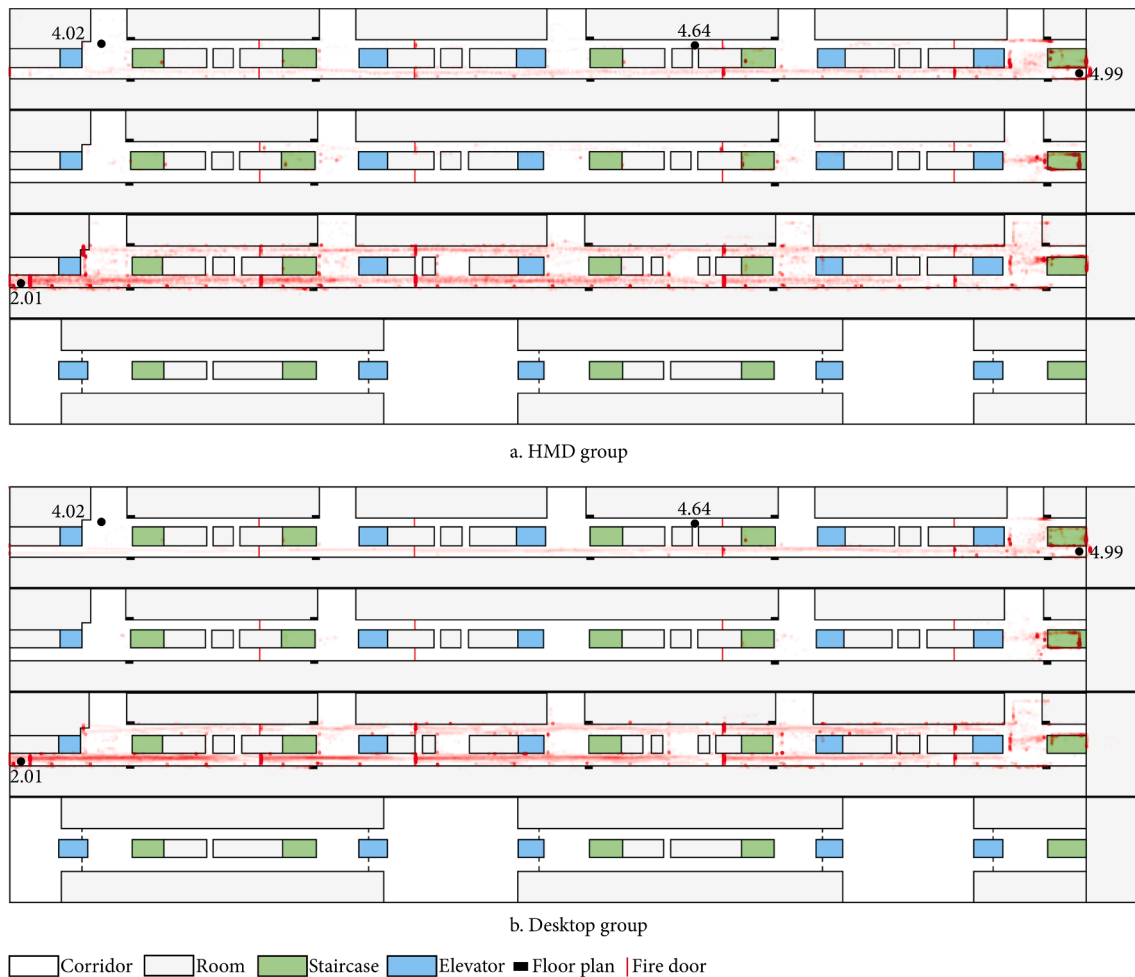 4.02
4.64
4.99
2.01
a. HMD group
4.02
4.64
4.99
2.01
b. Desktop group
Corridor Room Staircase Elevator Floor plan Fire door